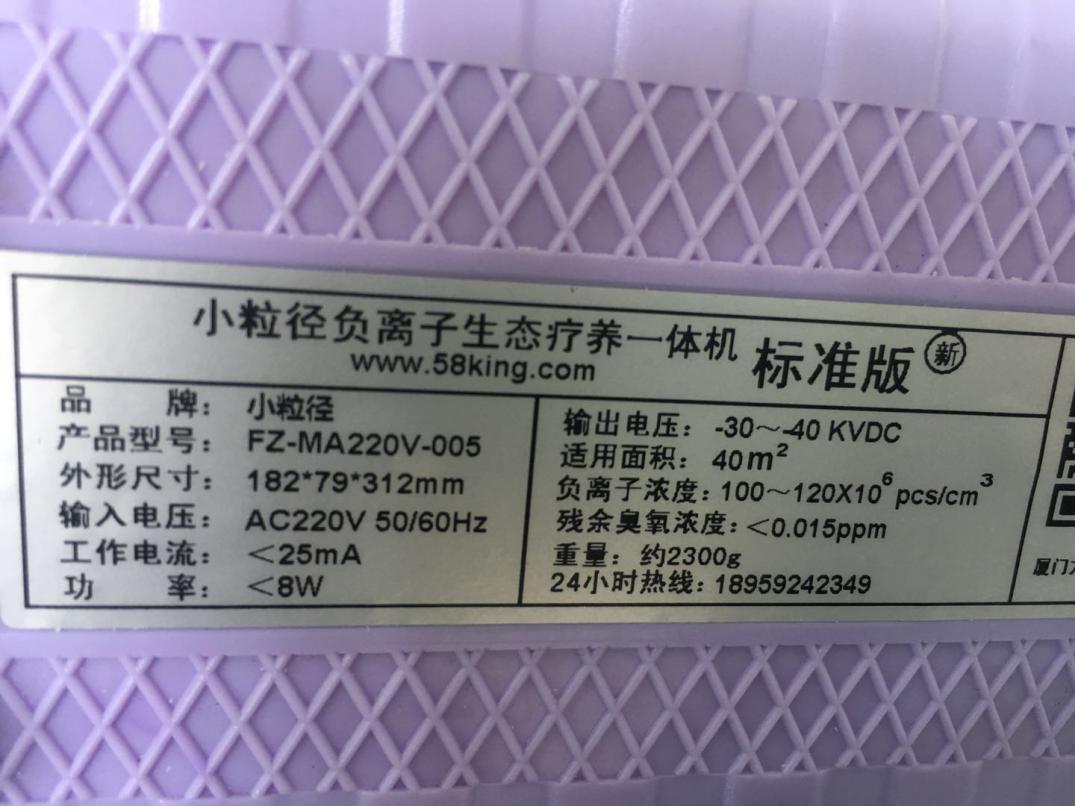 小粒径负离子生态疗养一体机 标准版 新
www.58king.com
品 牌：小粒径
产品型号：FZ-MA220V-005
外形尺寸：182*79*312mm
输入电压：AC220V 50/60Hz
工作电流：＜25mA
功 率：＜8W
输出电压：-30～-40 KVDC
适用面积：40m²
负离子浓度：100～120X10⁶pcs/cm³
残余臭氧浓度：＜0.015ppm
重量：约2300g
24小时热线：18959242349
厦门